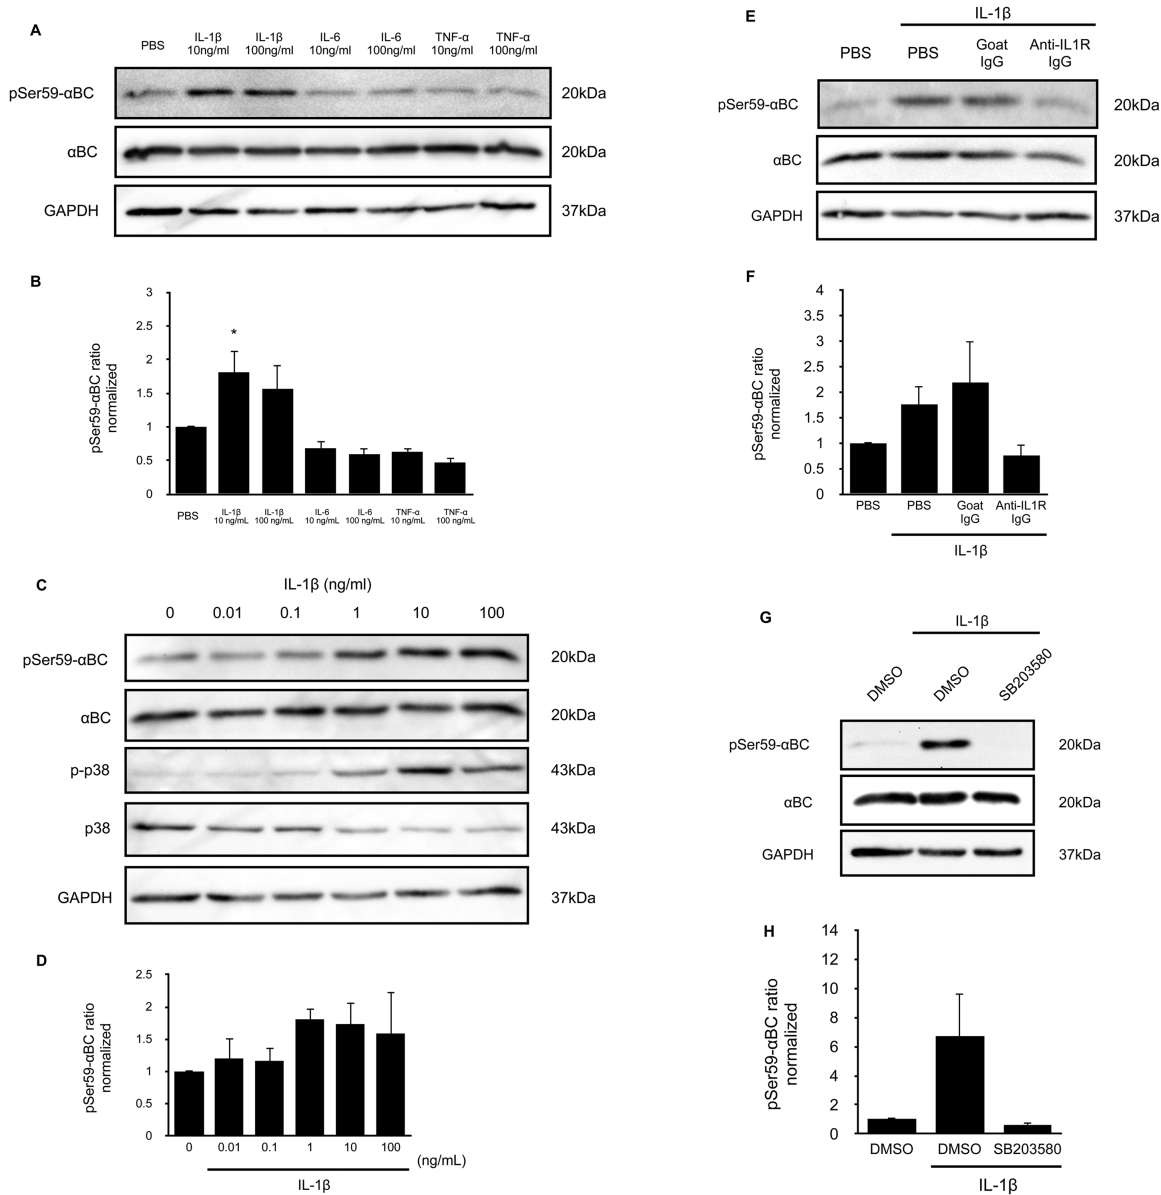 A
PBS
IL-1β
10ng/ml
IL-1β
100ng/ml
IL-6
10ng/ml
IL-6
100ng/ml
TNF-α
10ng/ml
TNF-α
100ng/ml
pSer59-αBC
20kDa
αBC
20kDa
GAPDH
37kDa
B
pSer59-αBC ratio
normalized
3
2.5
2
1.5
1
0.5
0
*
PBS
IL-1β
10 ng/mL
IL-1β
100 ng/mL
IL-6
10 ng/mL
IL-6
100 ng/mL
TNF-α
10 ng/mL
TNF-α
100 ng/mL
C
IL-1β (ng/ml)
0 0.01 0.1 1 10 100
pSer59-αBC
20kDa
αBC
20kDa
p-p38
43kDa
p38
43kDa
GAPDH
37kDa
D
pSer59-αBC ratio
normalized
2.5
2
1.5
1
0.5
0
0 0.01 0.1 1 10 100
(ng/mL)
IL-1β
E
IL-1β
PBS
PBS
Goat
IgG
Anti-IL1R
IgG
pSer59-αBC
20kDa
αBC
20kDa
GAPDH
37kDa
F
pSer59-αBC ratio
normalized
4
3.5
3
2.5
2
1.5
1
0.5
0
PBS
PBS
Goat
IgG
Anti-IL1R
IgG
IL-1β
G
IL-1β
DMSO
DMSO
SB203580
pSer59-αBC
20kDa
αBC
20kDa
GAPDH
37kDa
H
pSer59-αBC ratio
normalized
14
12
10
8
6
4
2
0
DMSO
DMSO
SB203580
IL-1β